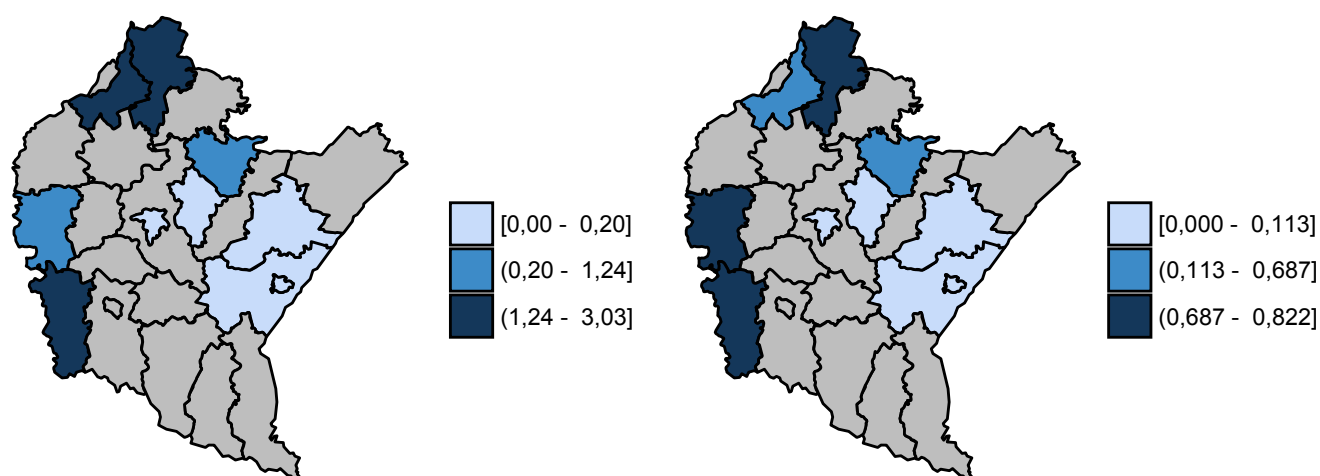 [0,00 - 0,20]
(0,20 - 1,24]
(1,24 - 3,03]
[0,000 - 0,113]
(0,113 - 0,687]
(0,687 - 0,822]